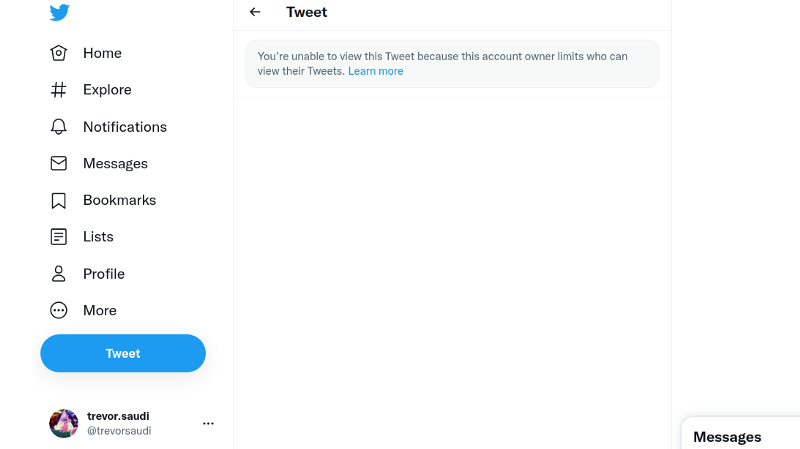 Tweet
You're unable to view this Tweet because this account owner limits who can
view their Tweets. Learn more
Home
Explore
Notifications
Messages
Bookmarks
Lists
Profile
More
Tweet
trevor.saudi
@trevorsaudi
Messages